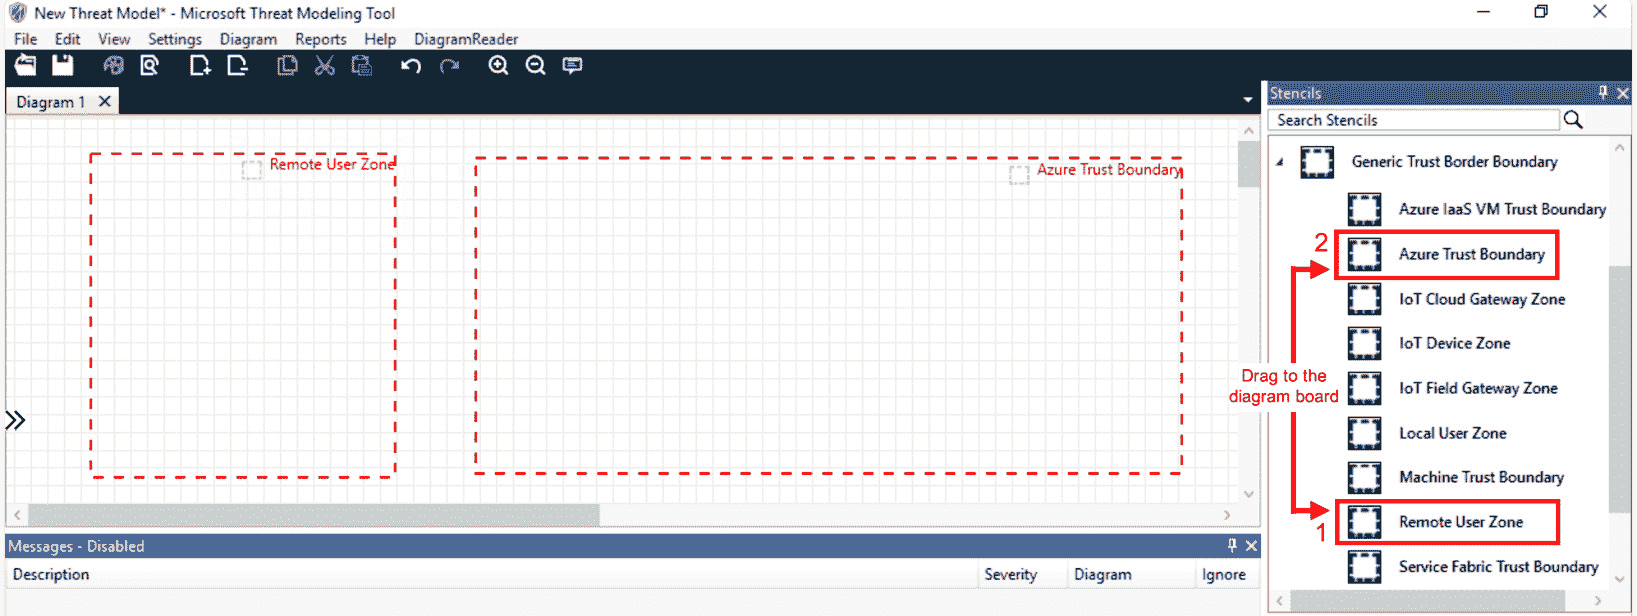 New Threat Model* - Microsoft Threat Modeling Tool
File Edit View Settings Diagram Reports Help DiagramReader
Diagram 1
Remote User Zone
Azure Trust Boundary
Stencils
Search Stencils
Generic Trust Border Boundary
Azure IaaS VM Trust Boundary
2
Azure Trust Boundary
IoT Cloud Gateway Zone
IoT Device Zone
Drag to the
diagram board
IoT Field Gateway Zone
Local User Zone
Machine Trust Boundary
1
Remote User Zone
Service Fabric Trust Boundary
Messages - Disabled
Description Severity Diagram Ignore